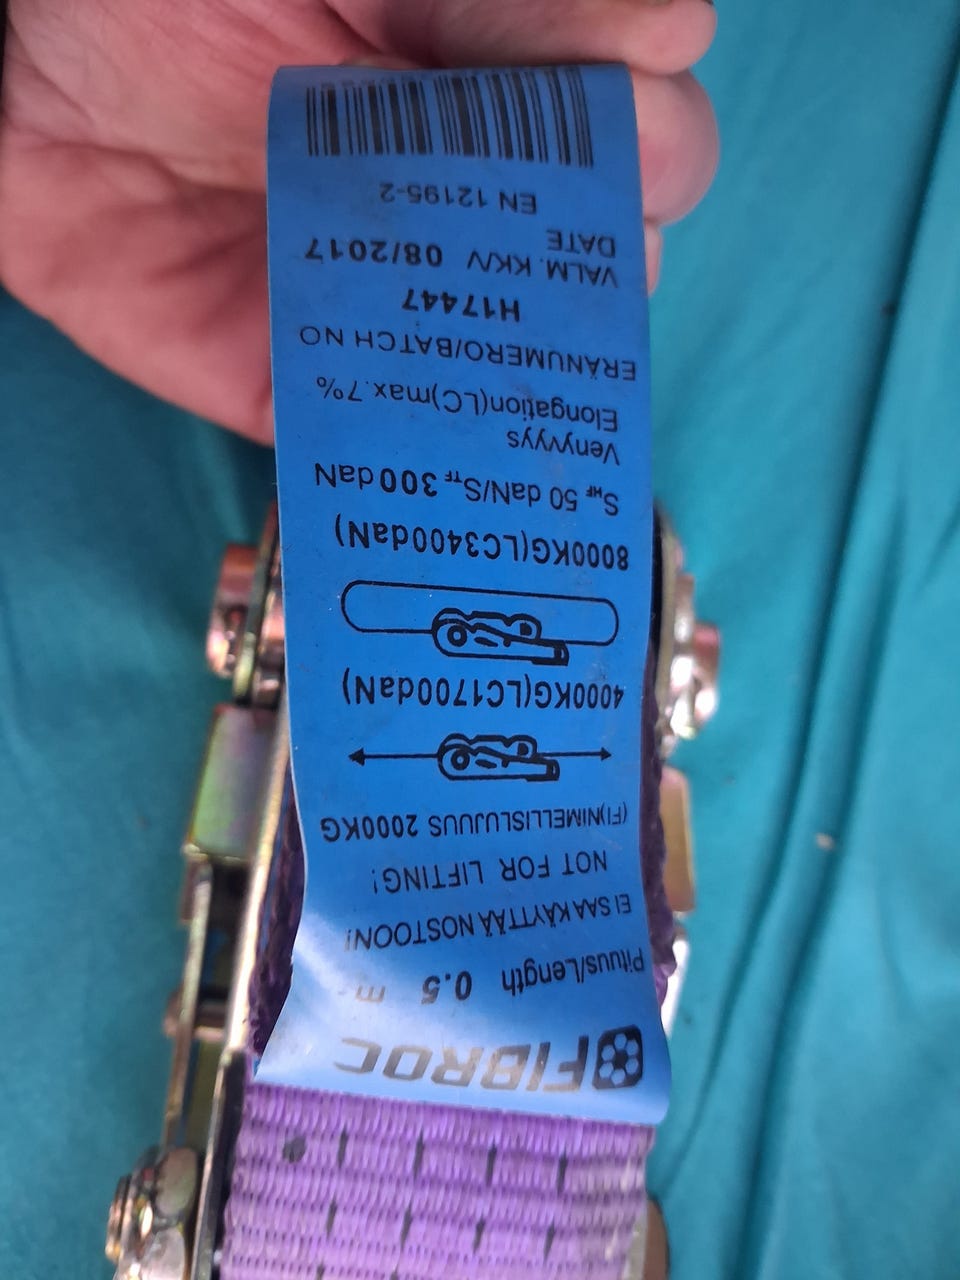 FIBROC
Pituus/Length 0.5 m
EI SAA KÄYTTÄÄ NOSTOON!
NOT FOR LIFTING!
(FI)NIMELLISLUJUUS 2000KG
4000KG(LC1700daN)
8000KG(LC3400daN)
SHF 50 daN/STF 300daN
Venyvyys
Elongation(LC)max.7%
ERÄNUMERO/BATCH NO
H17447
VALM. KK/V 08/2017
DATE
EN 12195-2